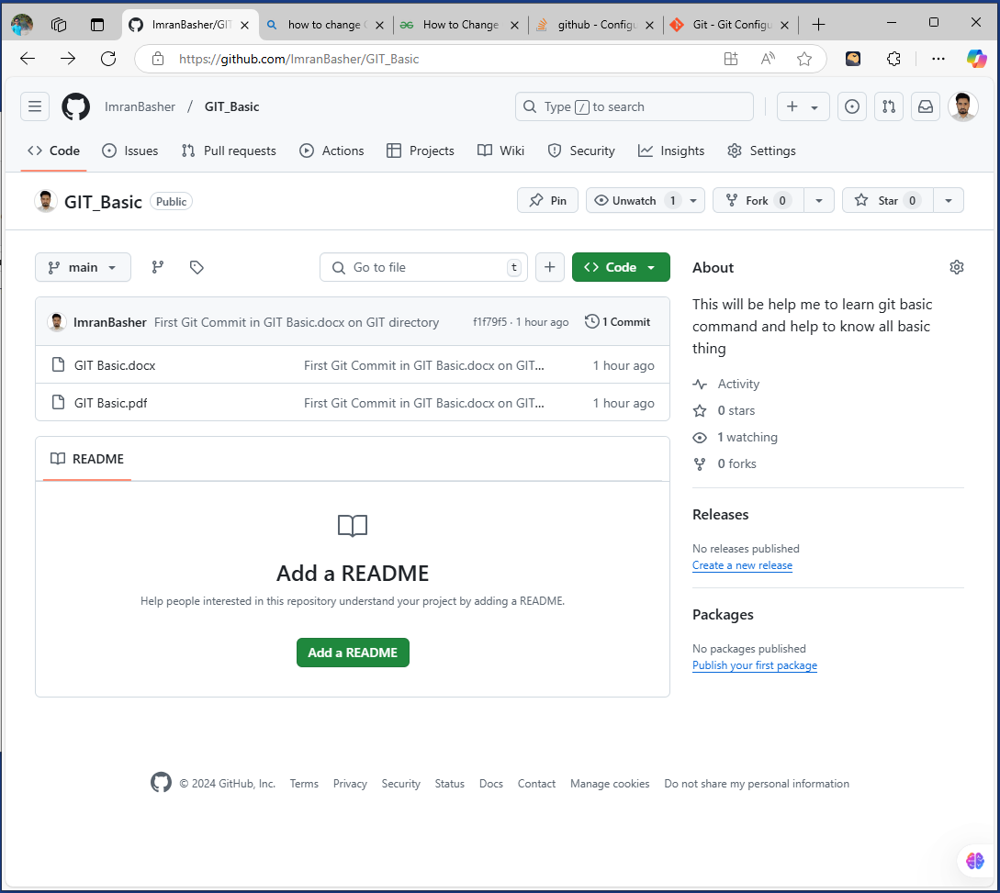 ImranBasher/GIT
how to change
How to Change
github - Configu
Git - Git Configu
https://github.com/ImranBasher/GIT_Basic
ImranBasher / GIT_Basic
Type / to search
Code Issues Pull requests Actions Projects Wiki Security Insights Settings
GIT_Basic Public
Pin Unwatch 1 Fork 0 Star 0
main Go to file t Code
ImranBasher First Git Commit in GIT Basic.docx on GIT directory f1f79f5 · 1 hour ago 1 Commit
GIT Basic.docx First Git Commit in GIT Basic.docx on GIT... 1 hour ago
GIT Basic.pdf First Git Commit in GIT Basic.docx on GIT... 1 hour ago
README
Add a README
Help people interested in this repository understand your project by adding a README.
Add a README
About
This will be help me to learn git basic
command and help to know all basic
thing
Activity
0 stars
1 watching
0 forks
Releases
No releases published
Create a new release
Packages
No packages published
Publish your first package
© 2024 GitHub, Inc. Terms Privacy Security Status Docs Contact Manage cookies Do not share my personal information